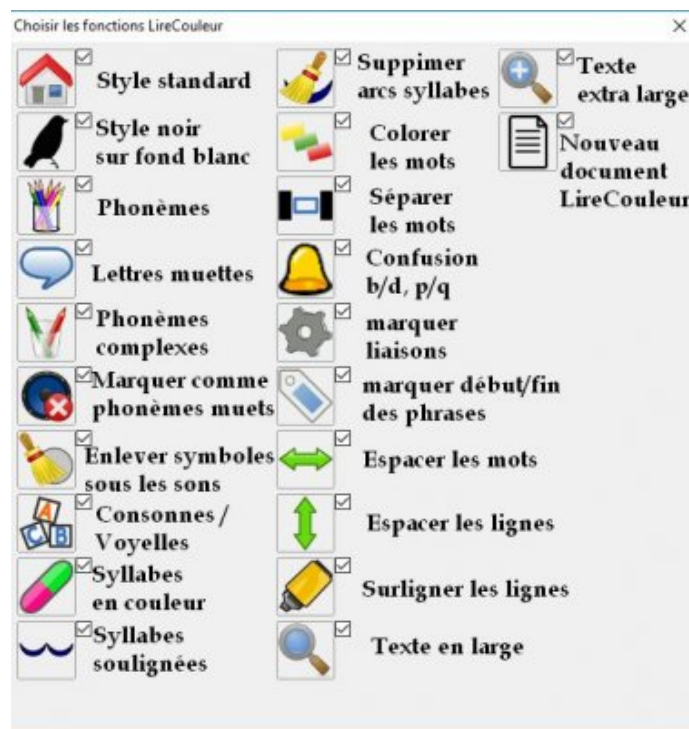 Choisir les fonctions LireCouleur
Style standard
Style noir
sur fond blanc
Phonèmes
Lettres muettes
Phonèmes
complexes
Marquer comme
phonèmes muets
Enlever symboles
sous les sons
A
C B
Consonnes /
Voyelles
Syllabes
en couleur
Syllabes
soulignées
Suppimer
arcs syllabes
Colorer
les mots
Séparer
les mots
Confusion
b/d, p/q
marquer
liaisons
marquer début/fin
des phrases
Espacer les mots
Espacer les lignes
Surligner les lignes
Texte en large
Texte
extra large
Nouveau
document
LireCouleur